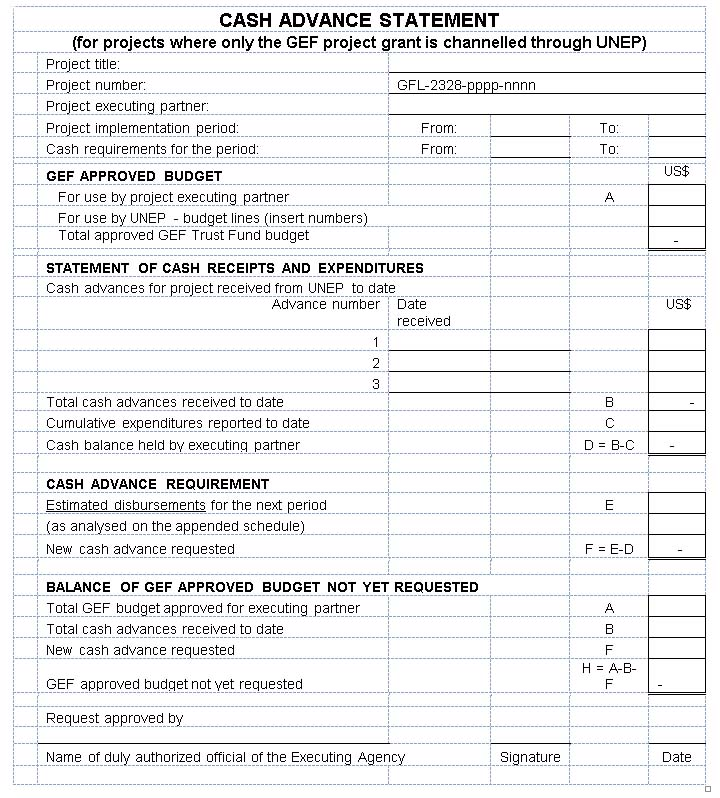 CASH ADVANCE STATEMENT
(for projects where only the GEF project grant is channelled through UNEP)
Project title:
Project number: GFL-2328-pppp-nnnn
Project executing partner:
Project implementation period: From: To:
Cash requirements for the period: From: To:
GEF APPROVED BUDGET US$
For use by project executing partner A
For use by UNEP - budget lines (insert numbers)
Total approved GEF Trust Fund budget -
STATEMENT OF CASH RECEIPTS AND EXPENDITURES
Cash advances for project received from UNEP to date
Advance number Date received US$
1
2
3
Total cash advances received to date B -
Cumulative expenditures reported to date C
Cash balance held by executing partner D = B-C -
CASH ADVANCE REQUIREMENT
Estimated disbursements for the next period E
(as analysed on the appended schedule)
New cash advance requested F = E-D -
BALANCE OF GEF APPROVED BUDGET NOT YET REQUESTED
Total GEF budget approved for executing partner A
Total cash advances received to date B
New cash advance requested F
GEF approved budget not yet requested H = A-B-F -
Request approved by
Name of duly authorized official of the Executing Agency Signature Date